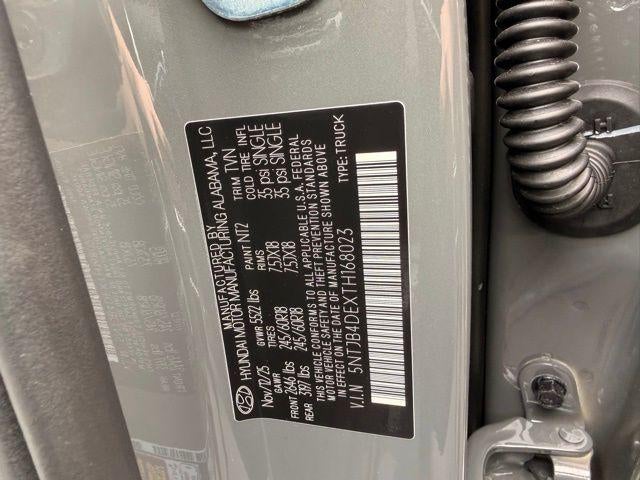 HYUNDAI MANUFACTURED BY
HYUNDAI MOTOR MANUFACTURING ALABAMA, LLC
Nov/12/25 PAINT N12 TRIM TVN
GVWR 5522 lbs
GAWR TIRES RIMS COLD TIRE INFL
FRONT 2646 lbs 245/60R18 7.5JX18 35 psi SINGLE
REAR 3197 lbs 245/60R18 7.5JX18 35 psi SINGLE
THIS VEHICLE CONFORMS TO ALL APPLICABLE U.S.A. FEDERAL
MOTOR VEHICLE SAFETY AND THEFT PREVENTION STANDARDS
IN EFFECT ON THE DATE OF MANUFACTURE SHOWN ABOVE
V.I.N 5NTJB4DEXTH168023 TYPE:TRUCK